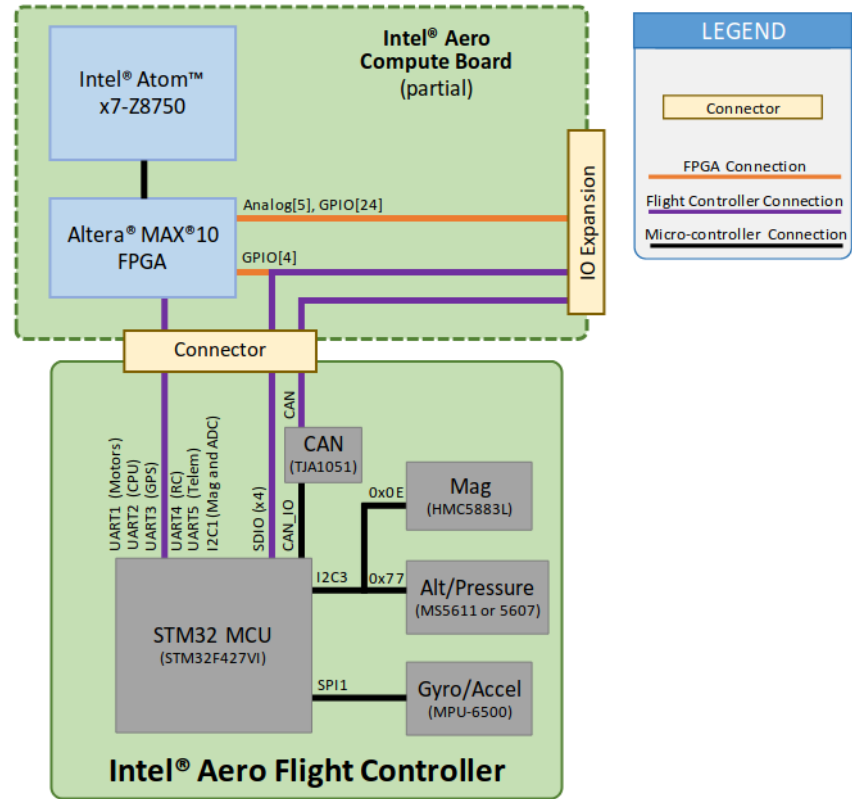 Intel® Aero
Compute Board
(partial)
Intel® Atom™
x7-Z8750
Altera® MAX®10
FPGA
Analog[5], GPIO[24]
GPIO[4]
IO Expansion
LEGEND
Connector
FPGA Connection
Flight Controller Connection
Micro-controller Connection
Connector
UART1 (Motors)
UART2 (CPU)
UART3 (GPS)
UART4 (RC)
UART5 (Telem)
I2C1(Mag and ADC)
SDIO (x4)
CAN
CAN_IO
CAN
(TJA1051)
0x0E
Mag
(HMC5883L)
I2C3
0x77
Alt/Pressure
(MS5611 or 5607)
STM32 MCU
(STM32F427VI)
SPI1
Gyro/Accel
(MPU-6500)
Intel® Aero Flight Controller